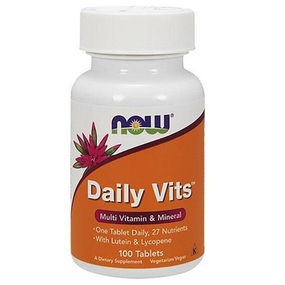 now
Daily Vits™
Multi Vitamin & Mineral
• One Tablet Daily, 27 Nutrients
• With Lutein & Lycopene
100 Tablets
A Dietary Supplement Vegetarian/Vegan
K